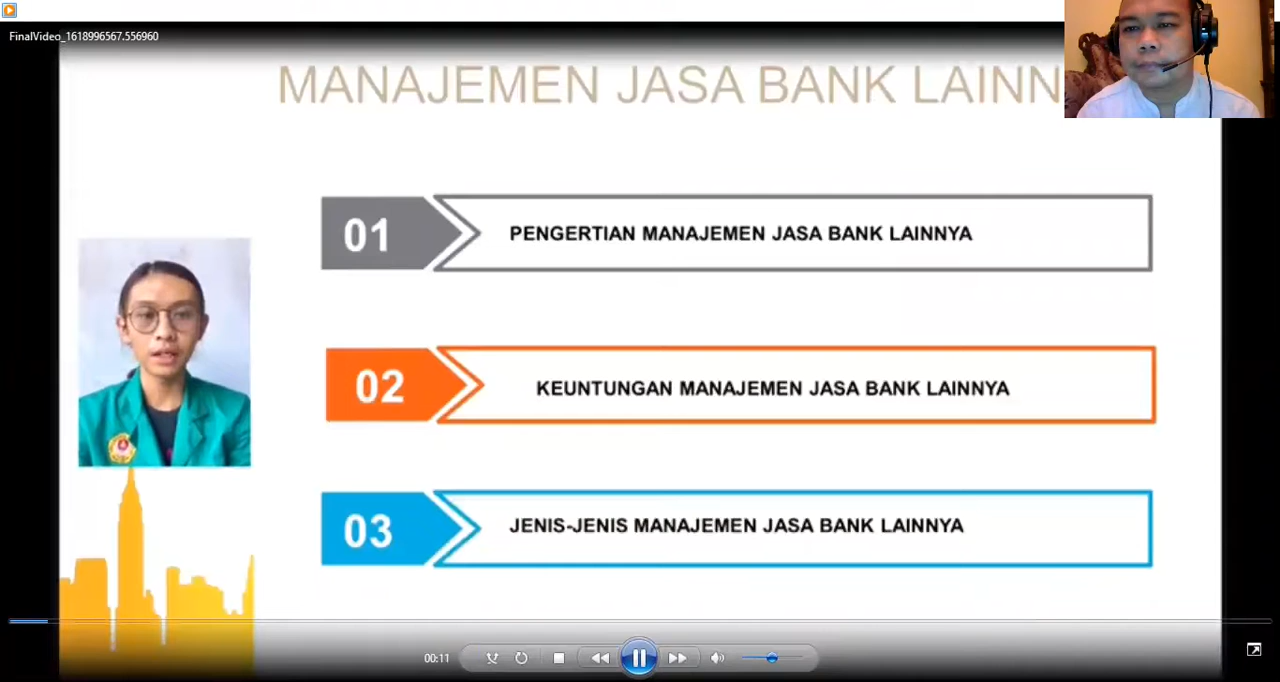 FinalVideo_1618996567.556960
MANAJEMEN JASA BANK
01
PENGERTIAN MANAJEMEN JASA BANK LAINNYA
02
KEUNTUNGAN MANAJEMEN JASA BANK LAINNYA
03
JENIS-JENIS MANAJEMEN JASA BANK LAINNYA
00:11